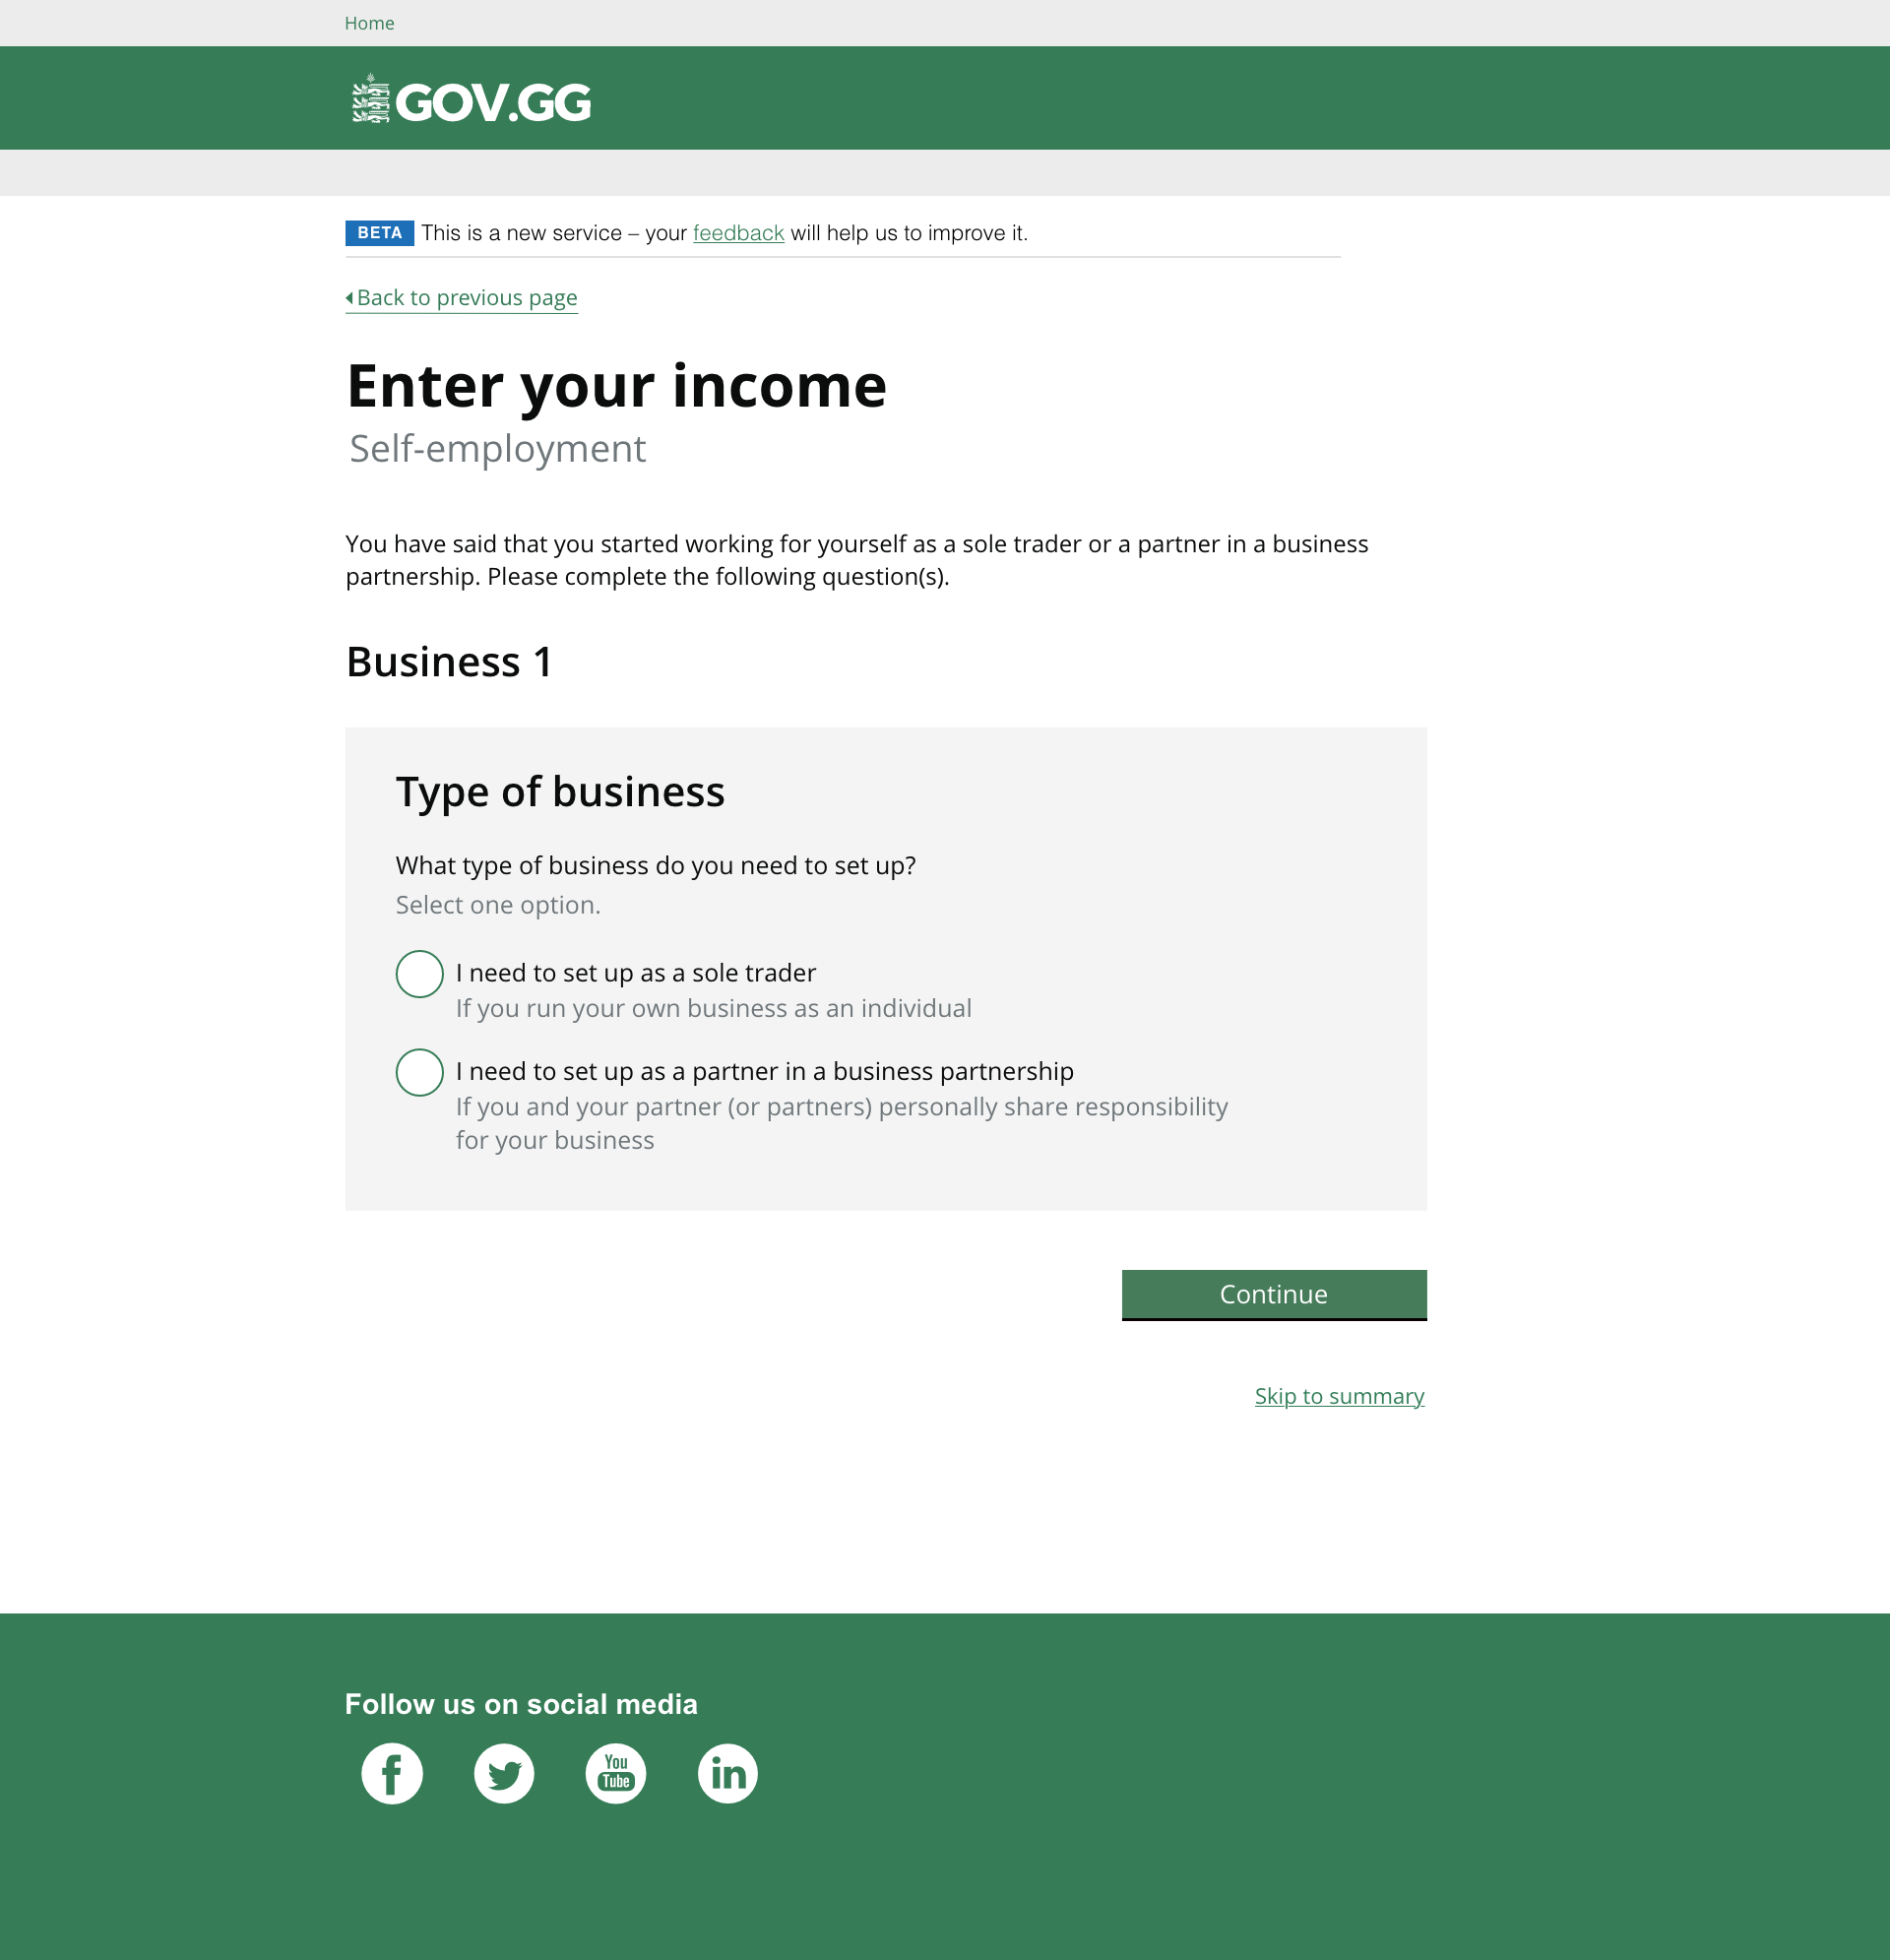 Home
GOV.GG
BETA This is a new service – your feedback will help us to improve it.
Back to previous page
Enter your income
Self-employment
You have said that you started working for yourself as a sole trader or a partner in a business
partnership. Please complete the following question(s).
Business 1
Type of business
What type of business do you need to set up?
Select one option.
I need to set up as a sole trader
If you run your own business as an individual
I need to set up as a partner in a business partnership
If you and your partner (or partners) personally share responsibility
for your business
Continue
Skip to summary
Follow us on social media
f
You
Tube
in